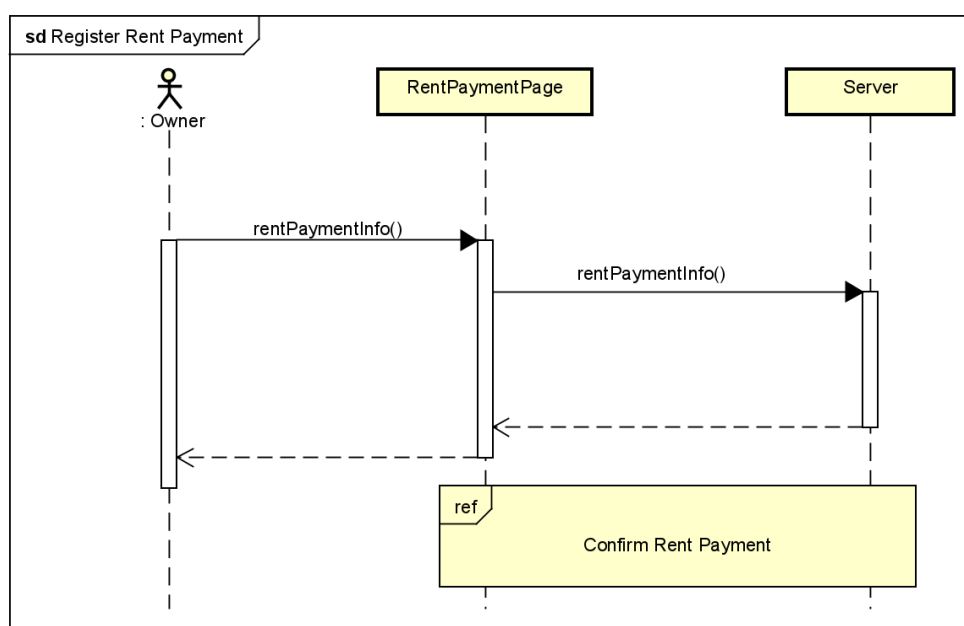 sd Register Rent Payment
: Owner
RentPaymentPage
Server
rentPaymentInfo()
rentPaymentInfo()
ref
Confirm Rent Payment